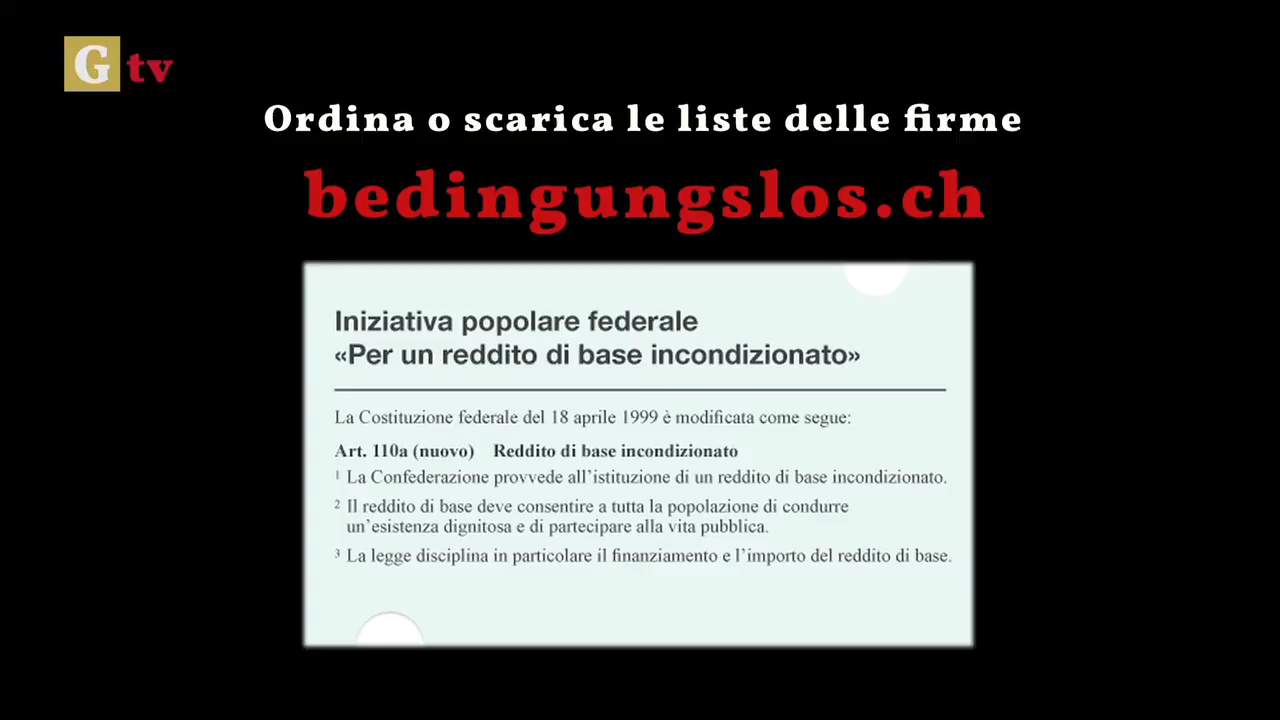 G tv
Ordina o scarica le liste delle firme
bedingungslos.ch
Iniziativa popolare federale
«Per un reddito di base incondizionato»
La Costituzione federale del 18 aprile 1999 è modificata come segue:
Art. 110a (nuovo) Reddito di base incondizionato
1 La Confederazione provvede all'istituzione di un reddito di base incondizionato.
2 Il reddito di base deve consentire a tutta la popolazione di condurre
un'esistenza dignitosa e di partecipare alla vita pubblica.
3 La legge disciplina in particolare il finanziamento e l'importo del reddito di base.